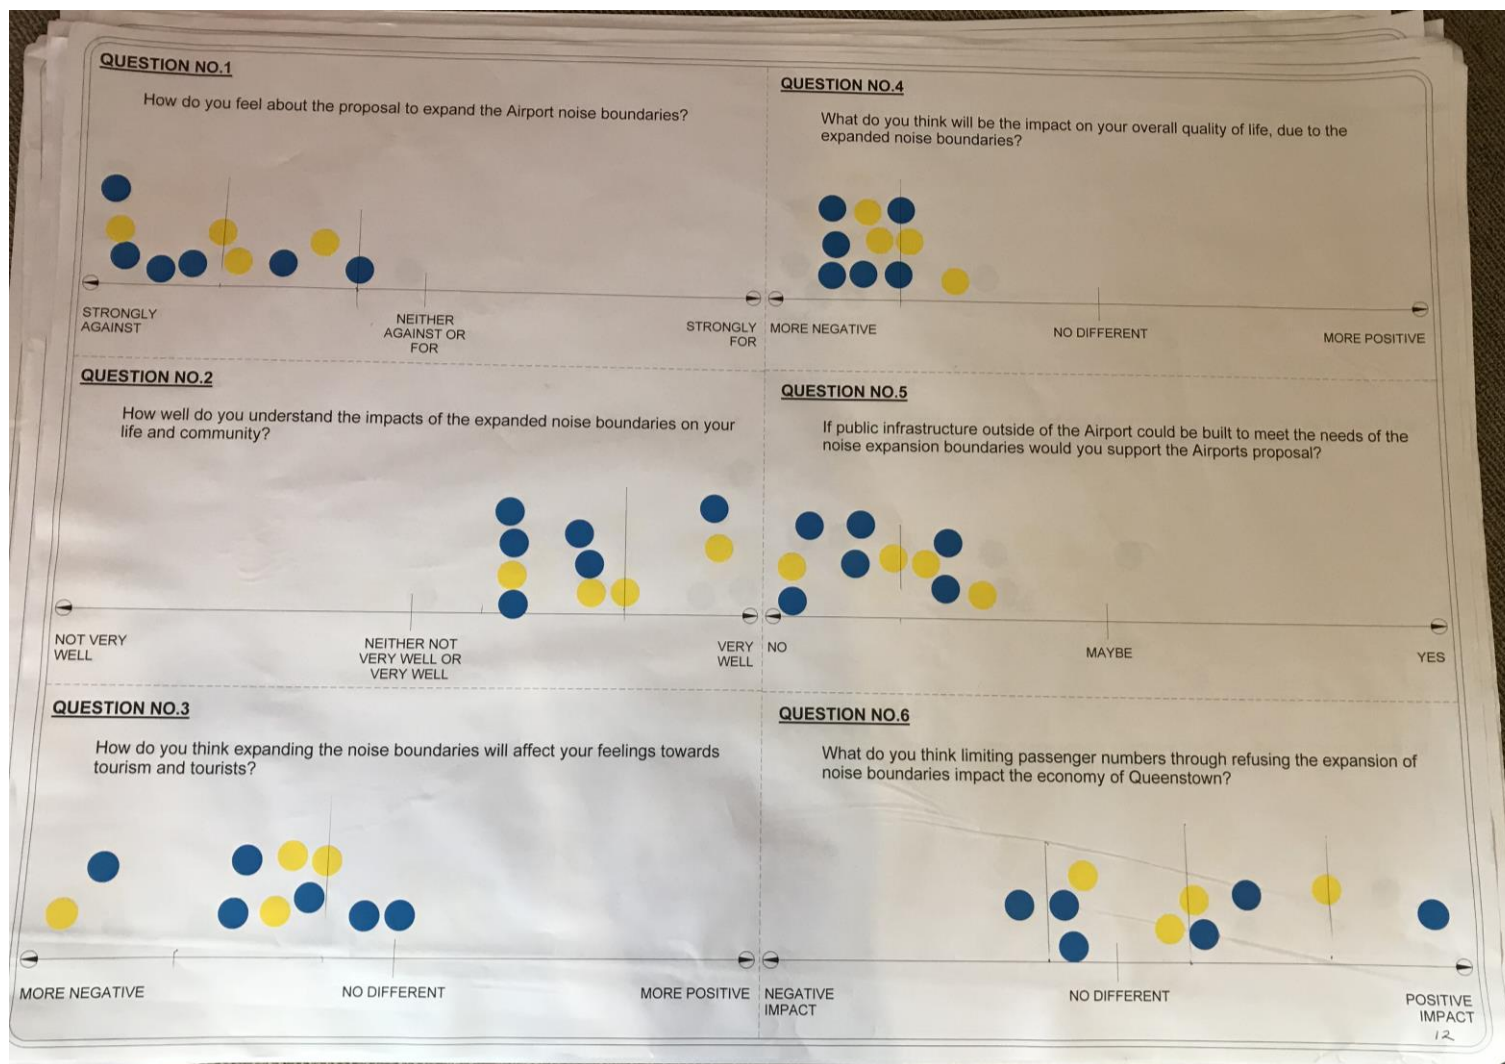 QUESTION NO.1
How do you feel about the proposal to expand the Airport noise boundaries?
STRONGLY
AGAINST
NEITHER
AGAINST OR
FOR
STRONGLY
FOR
QUESTION NO.2
How well do you understand the impacts of the expanded noise boundaries on your
life and community?
NOT VERY
WELL
NEITHER NOT
VERY WELL OR
VERY WELL
VERY
WELL
QUESTION NO.3
How do you think expanding the noise boundaries will affect your feelings towards
tourism and tourists?
MORE NEGATIVE
NO DIFFERENT
MORE POSITIVE
QUESTION NO.4
What do you think will be the impact on your overall quality of life, due to the
expanded noise boundaries?
MORE NEGATIVE
NO DIFFERENT
MORE POSITIVE
QUESTION NO.5
If public infrastructure outside of the Airport could be built to meet the needs of the
noise expansion boundaries would you support the Airports proposal?
NO
MAYBE
YES
QUESTION NO.6
What do you think limiting passenger numbers through refusing the expansion of
noise boundaries impact the economy of Queenstown?
NEGATIVE
IMPACT
NO DIFFERENT
POSITIVE
IMPACT
12